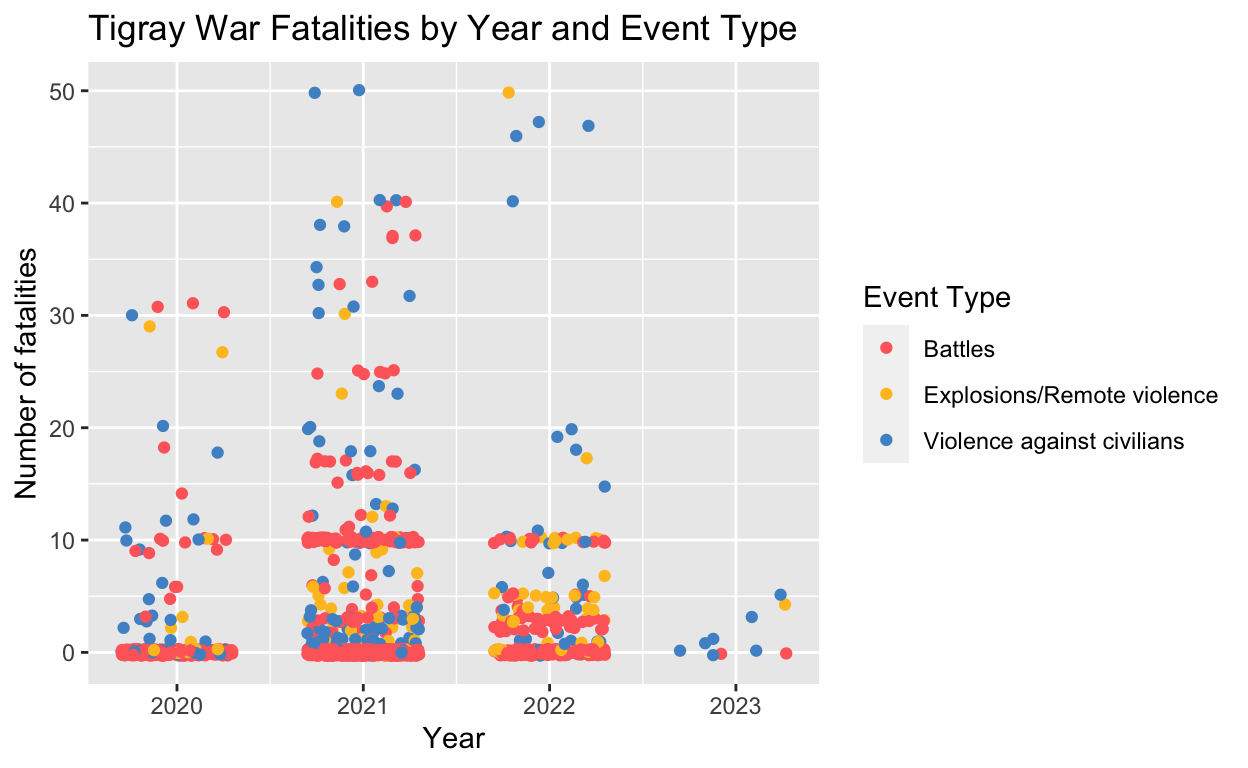 Tigray War Fatalities by Year and Event Type
Number of fatalities
50
40
30
20
10
0
2020 2021 2022 2023
Year
Event Type
Battles
Explosions/Remote violence
Violence against civilians